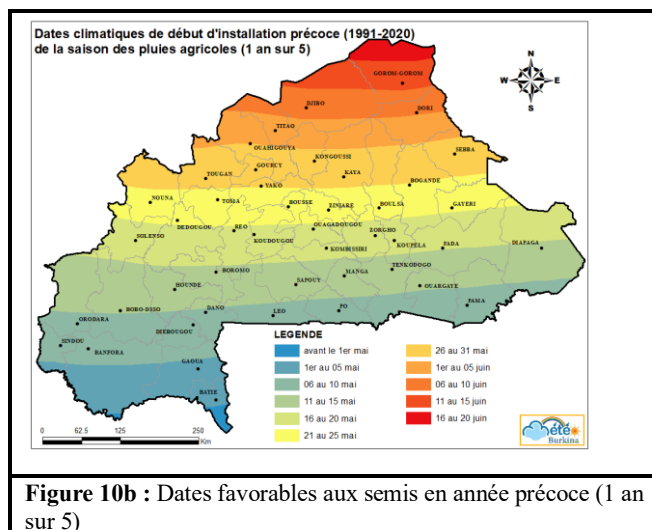 Dates climatiques de début d'installation précoce (1991-2020)
de la saison des pluies agricoles (1 an sur 5)
N
W E
S
GOROM-GOROM
DJIBO
DORI
TITAO
OUAHIGOUYA
SEBBA
KONGOUSSI
GOURCY
TOUGAN
KAYA
YAKO
BOGANDE
NOUNA
TOMA
BOUSSE
ZINIARE
BOULSA
GAYERI
DEDOUGOU
REO
OUAGADOUGOU
SOLENSO
KOUDOUGOU
ZORGHO
KOUPELA
KOMBISSIRI
FADA
DIAPAGA
BOROMO
TENKODOGO
MANGA
HOUNDE
SAPOUY
OUARGAYE
BOBO-DSSO
DANO
LEO
PO
PAMA
ORODARA
DIEBOUGOU
SINDOU
BANFORA
GAOUA
BATIE
LEGENDE
avant le 1er mai
1er au 05 mai
06 au 10 mai
11 au 15 mai
16 au 20 mai
21 au 25 mai
26 au 31 mai
1er au 05 juin
06 au 10 juin
11 au 15 juin
16 au 20 juin
0 62.5 125 250
Km
Météo
Burkina
Figure 10b : Dates favorables aux semis en année précoce (1 an
sur 5)